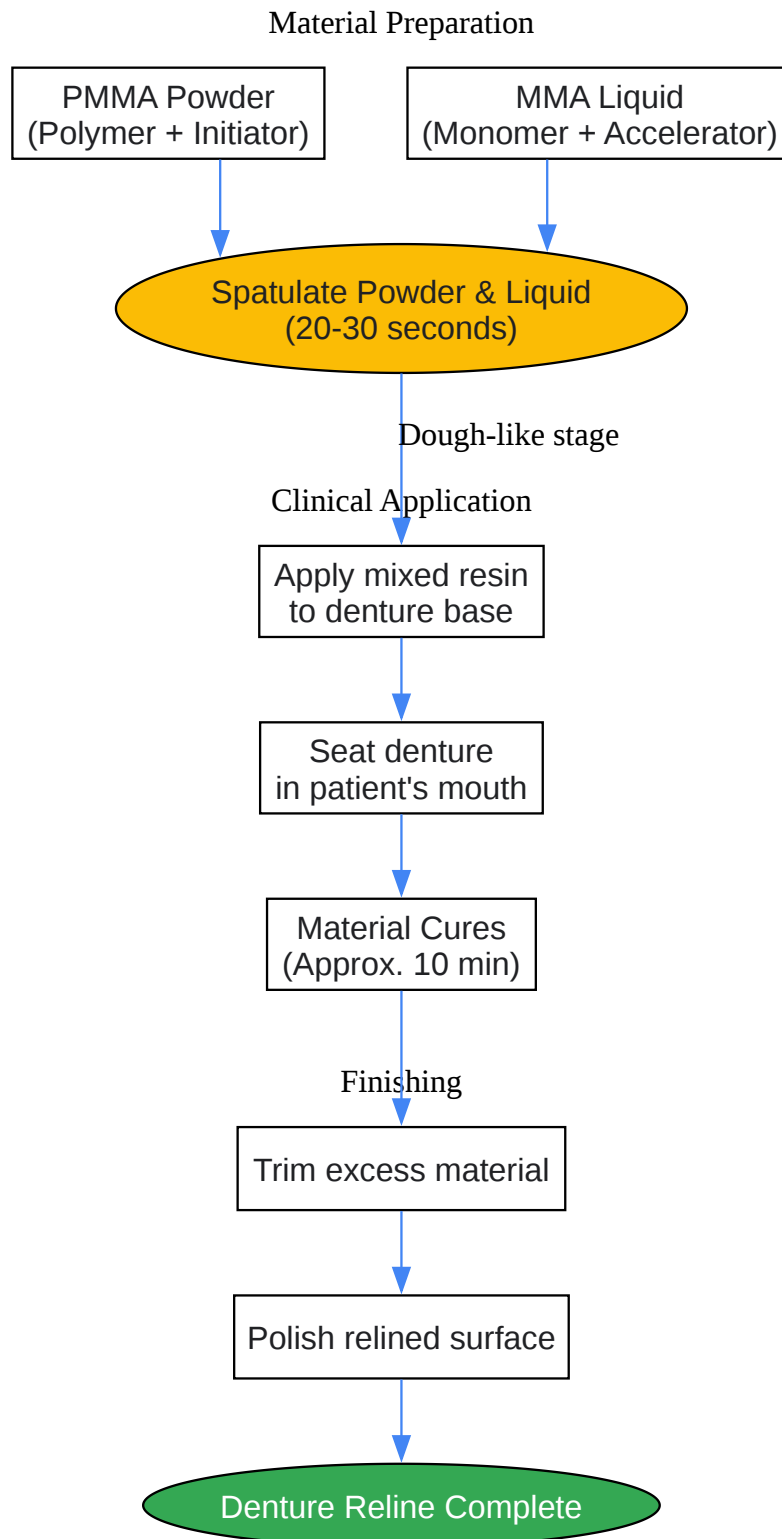 Material Preparation
PMMA Powder
(Polymer + Initiator)
MMA Liquid
(Monomer + Accelerator)
Spatulate Powder & Liquid
(20-30 seconds)
Dough-like stage
Clinical Application
Apply mixed resin
to denture base
Seat denture
in patient's mouth
Material Cures
(Approx. 10 min)
Finishing
Trim excess material
Polish relined surface
Denture Reline Complete